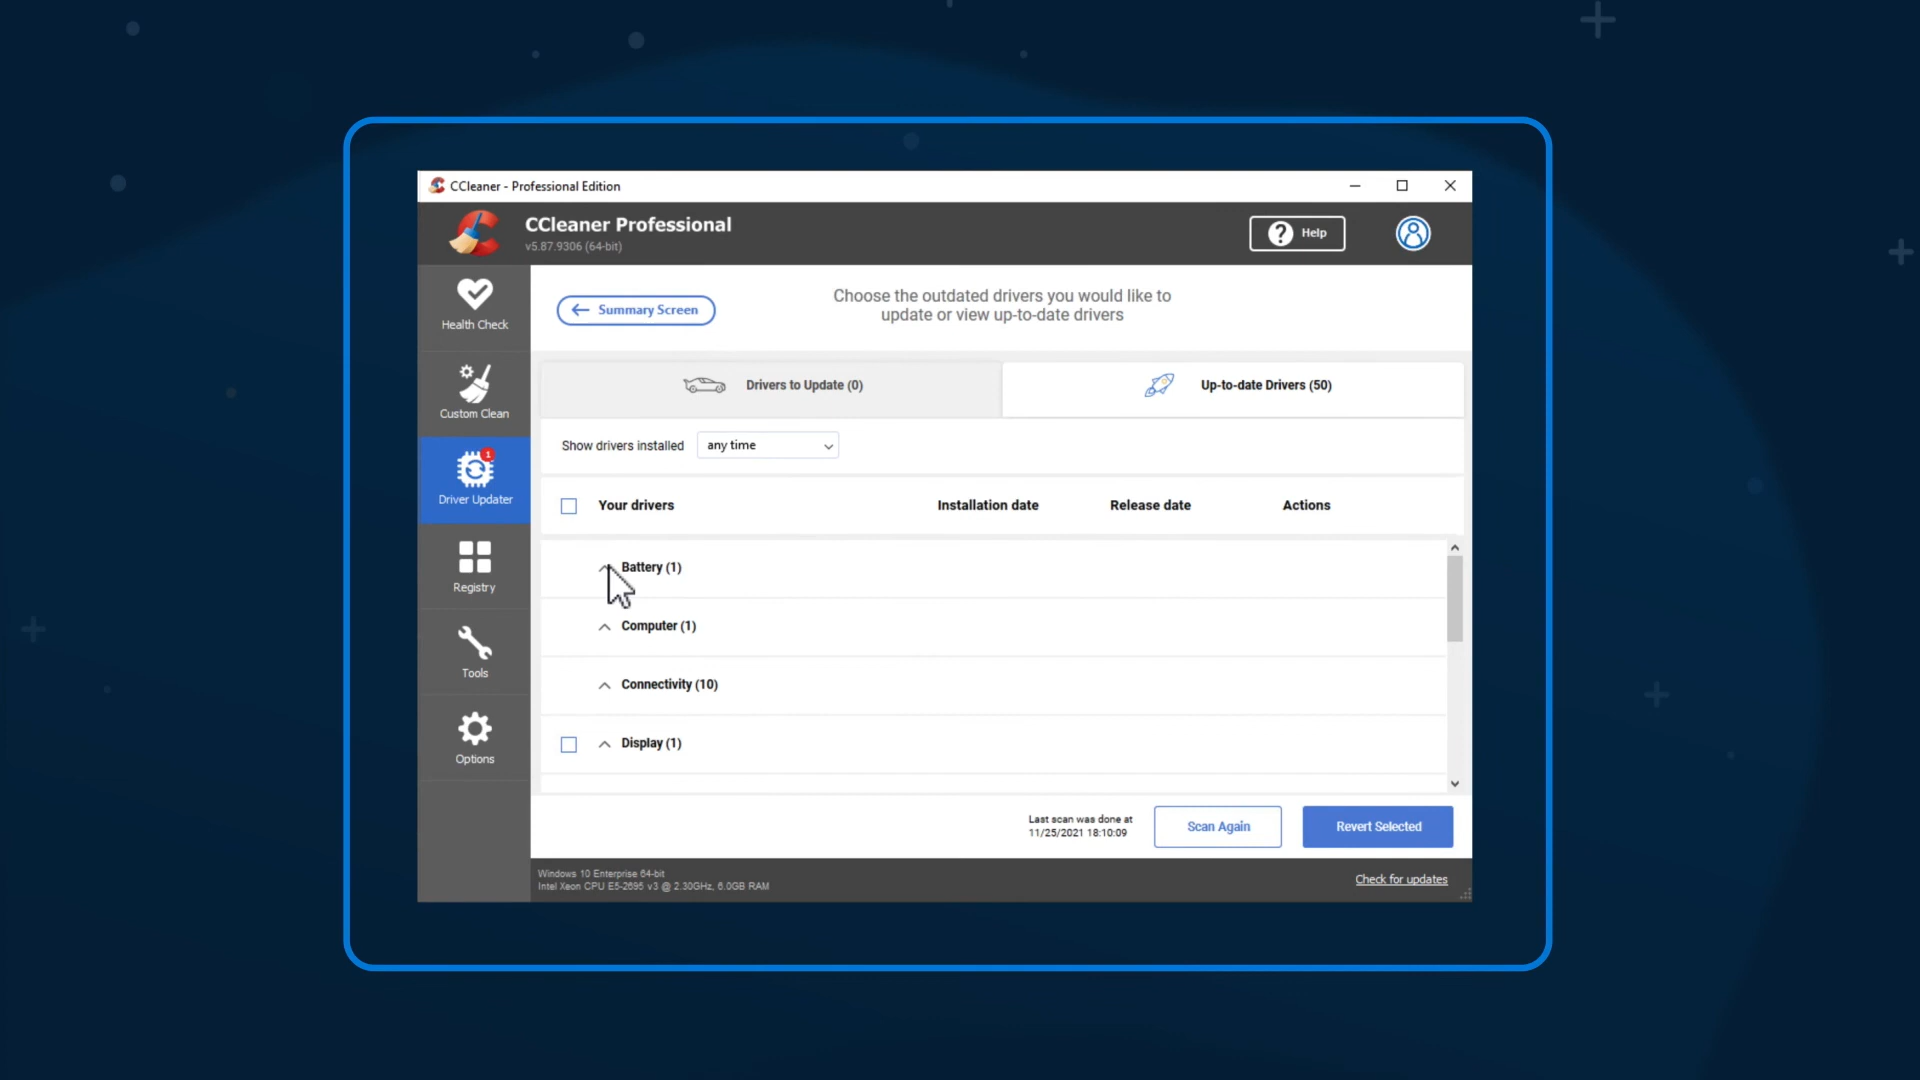 CCleaner - Professional Edition
CCleaner Professional
v5.87.9306 (64-bit)
Help
Health Check
Custom Clean
1
Driver Updater
Registry
Tools
Options
Summary Screen
Choose the outdated drivers you would like to
update or view up-to-date drivers
Drivers to Update (0)
Up-to-date Drivers (50)
Show drivers installed any time
Your drivers Installation date Release date Actions
Battery (1)
Computer (1)
Connectivity (10)
Display (1)
Last scan was done at
11/25/2021 18:10:09
Scan Again
Revert Selected
Windows 10 Enterprise 64-bit
Intel Xeon CPU E5-2695 v3 @ 2.30GHz, 6.0GB RAM
Check for updates